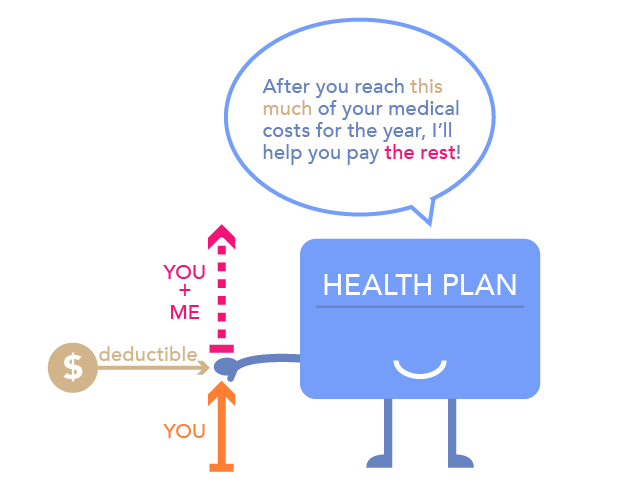 After you reach this
much of your medical
costs for the year, I'll
help you pay the rest!
HEALTH PLAN
YOU
+
ME
$
deductible
YOU